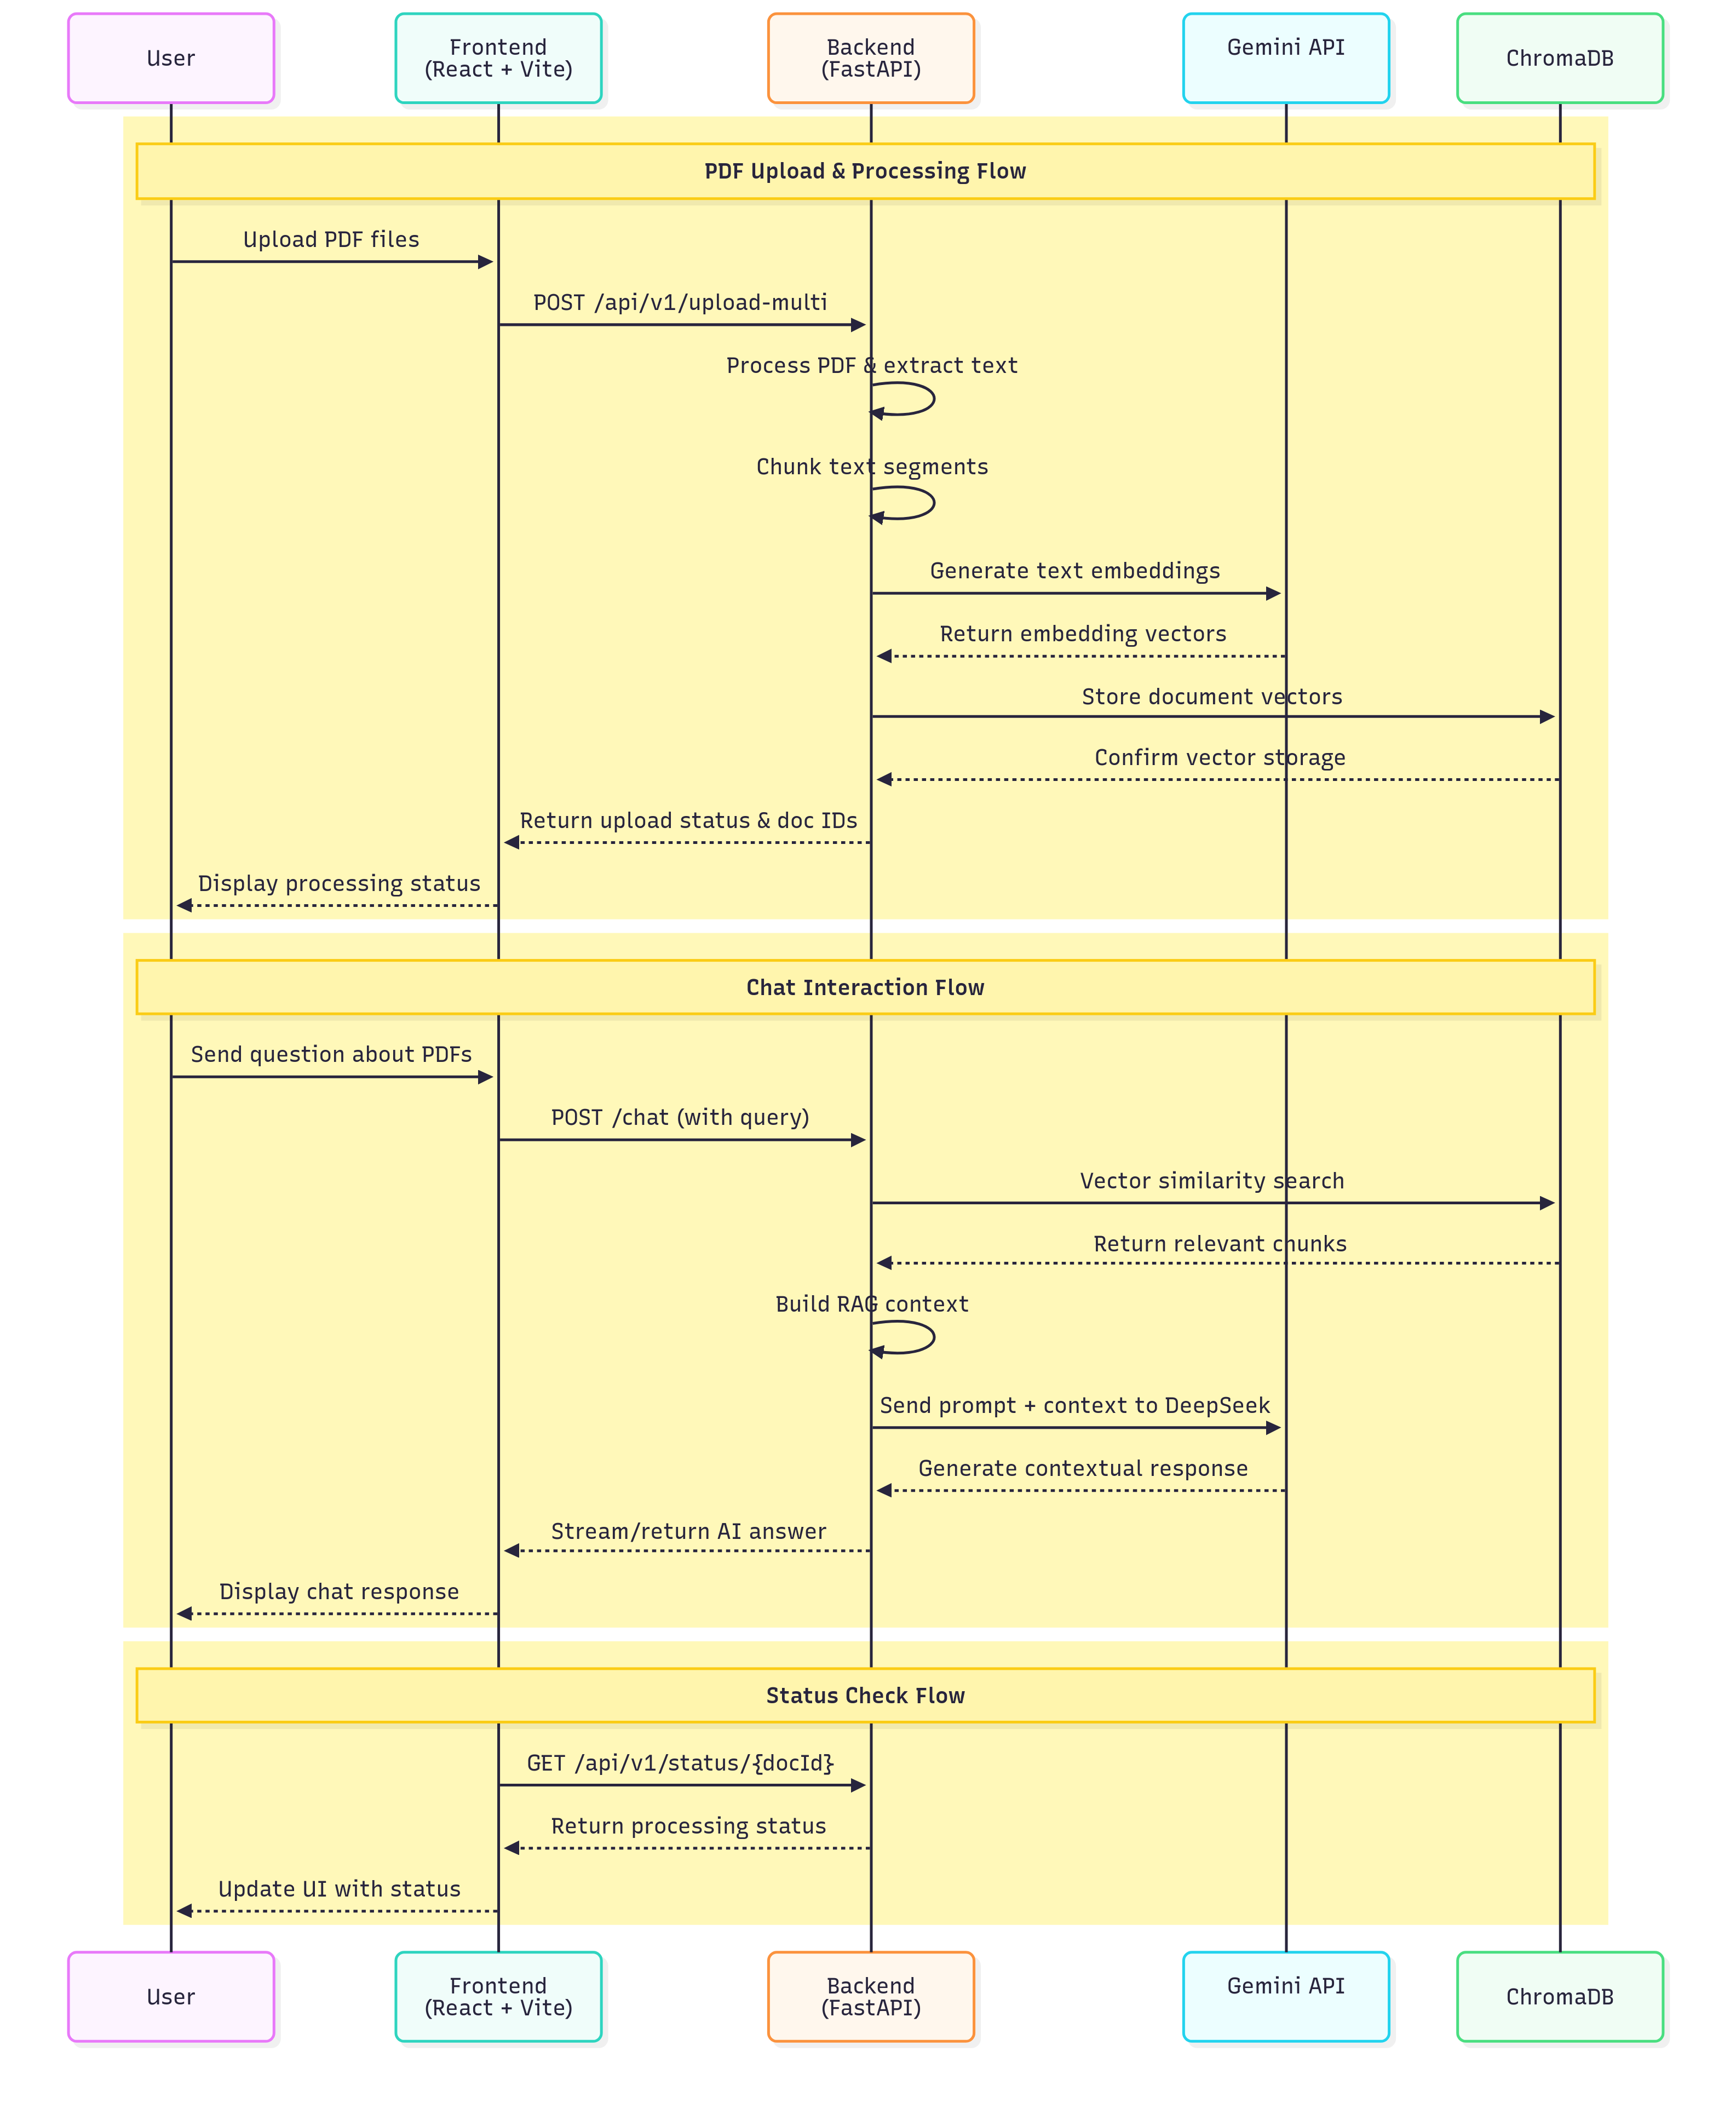 User
Frontend
(React + Vite)
Backend
(FastAPI)
Gemini API
ChromaDB
PDF Upload & Processing Flow
Upload PDF files
POST /api/v1/upload-multi
Process PDF & extract text
Chunk text segments
Generate text embeddings
Return embedding vectors
Store document vectors
Confirm vector storage
Return upload status & doc IDs
Display processing status
Chat Interaction Flow
Send question about PDFs
POST /chat (with query)
Vector similarity search
Return relevant chunks
Build RAG context
Send prompt + context to DeepSeek
Generate contextual response
Stream/return AI answer
Display chat response
Status Check Flow
GET /api/v1/status/{docId}
Return processing status
Update UI with status
User
Frontend
(React + Vite)
Backend
(FastAPI)
Gemini API
ChromaDB